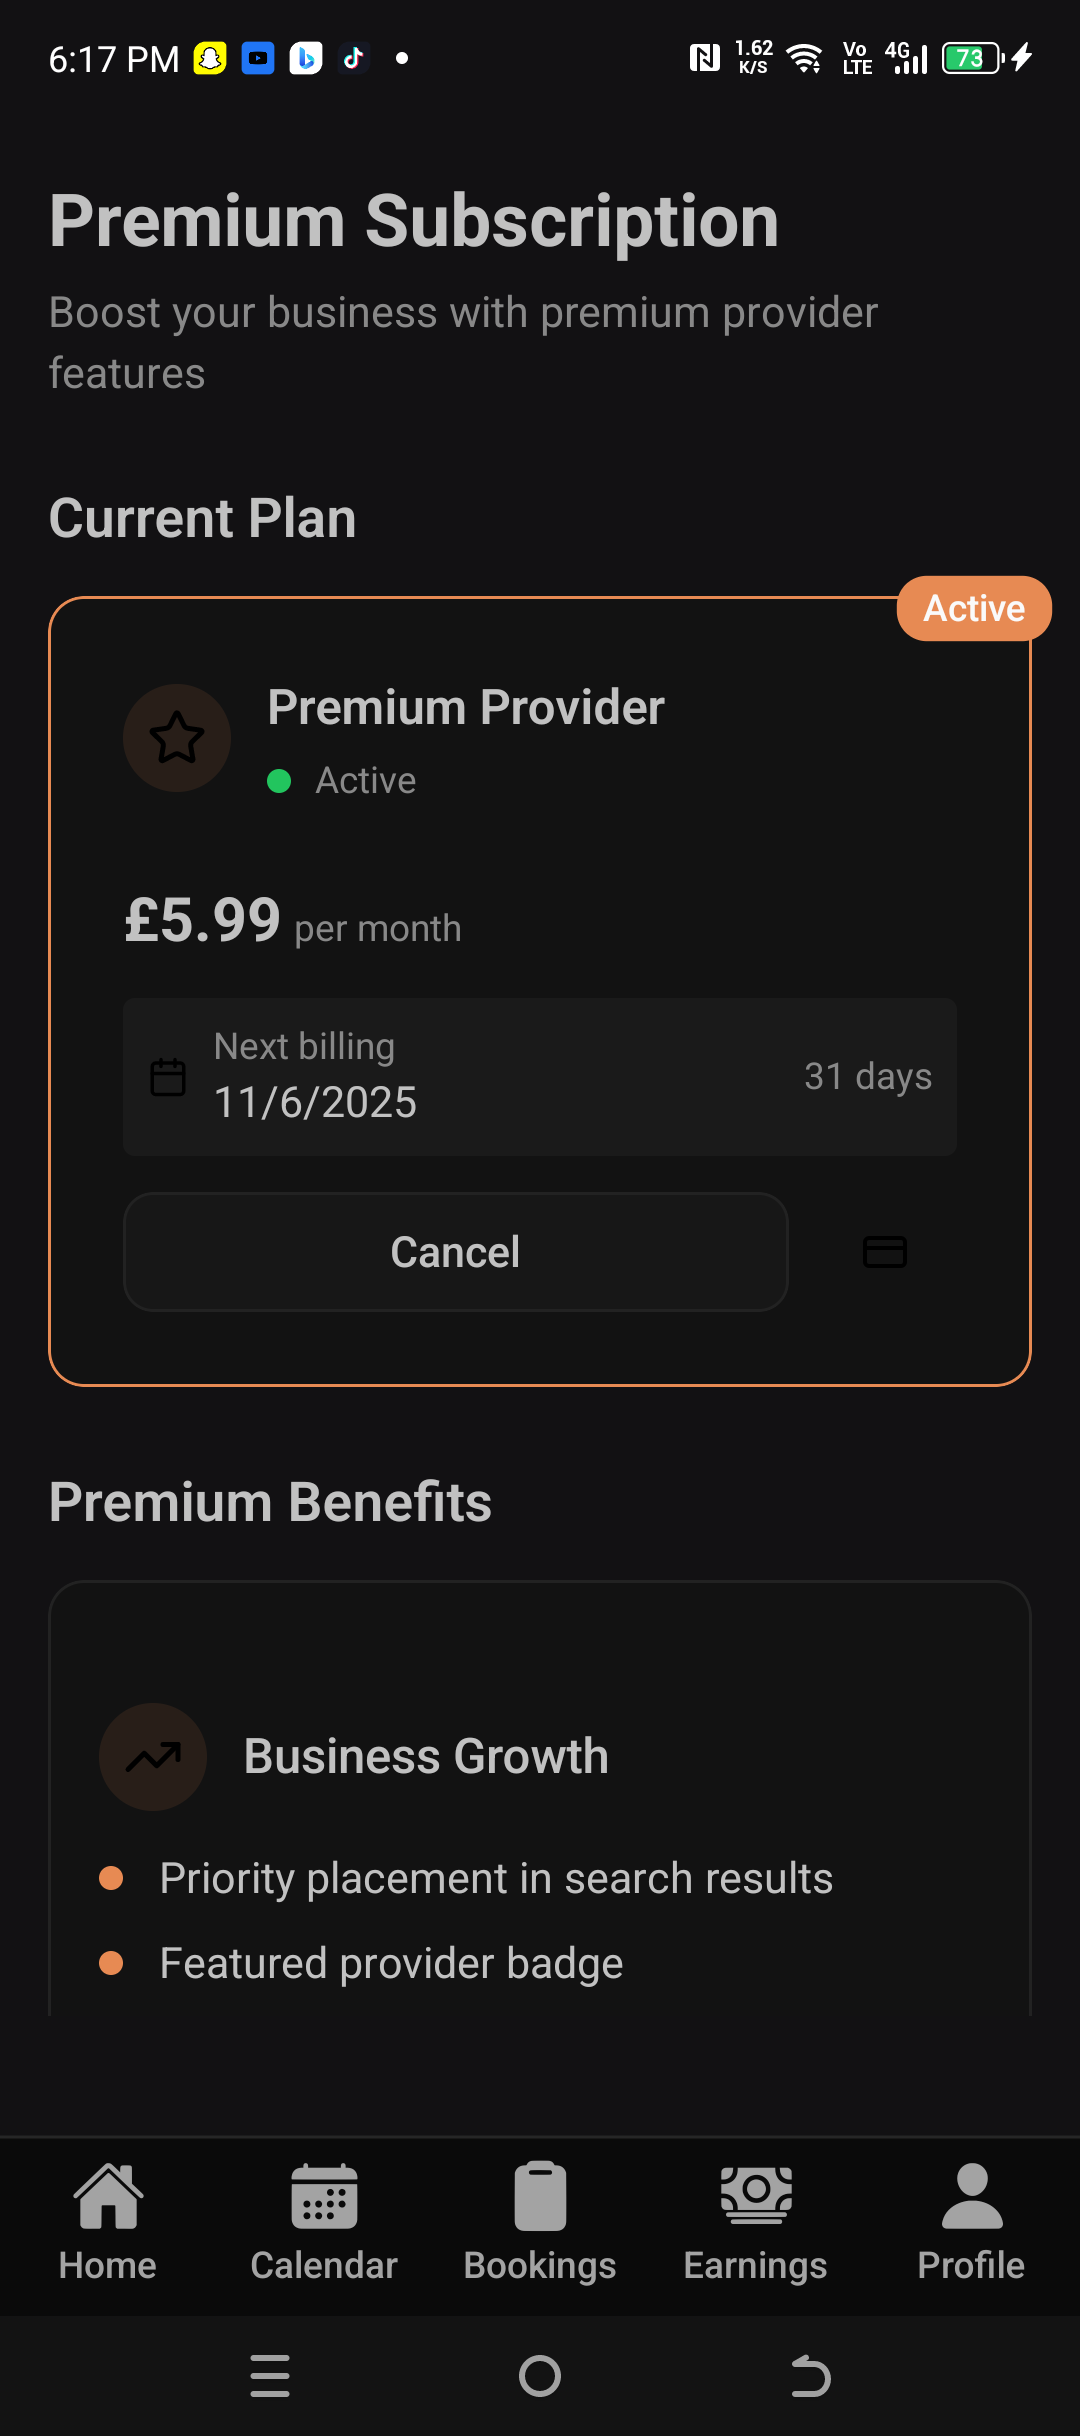 6:17 PM
1.62
K/S
Vo
LTE
4G
73
Premium Subscription
Boost your business with premium provider
features
Current Plan
Active
Premium Provider
Active
£5.99 per month
Next billing
11/6/2025
31 days
Cancel
Premium Benefits
Business Growth
Priority placement in search results
Featured provider badge
Home
Calendar
Bookings
Earnings
Profile